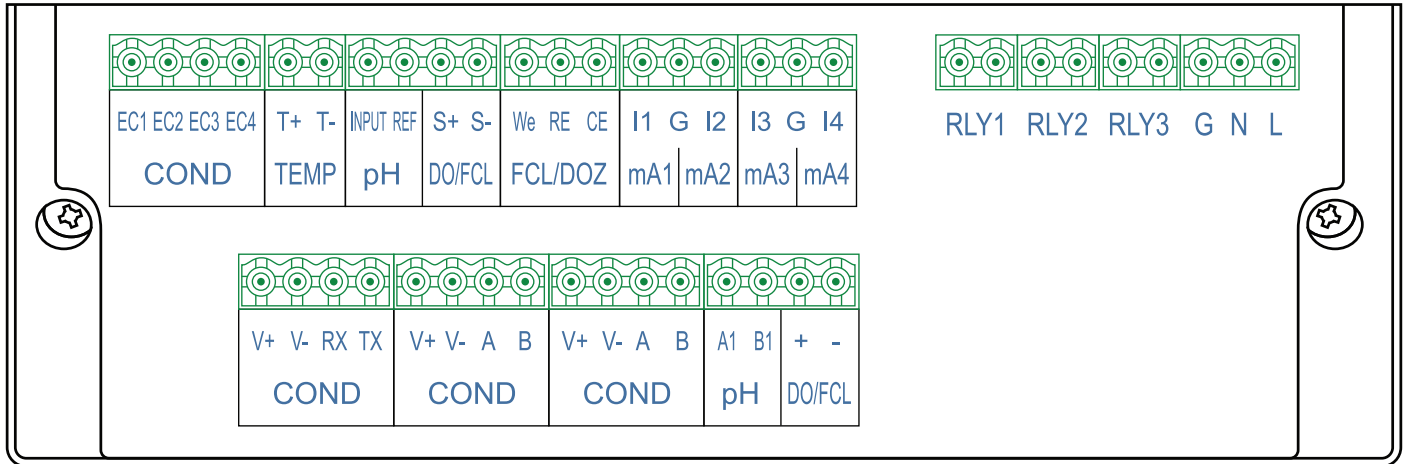 EC1 EC2 EC3 EC4 T+ T- INPUT REF S+ S- We RE CE I1 G I2 I3 G I4
COND TEMP pH DO/FCL FCL/DOZ mA1 mA2 mA3 mA4
RLY1 RLY2 RLY3 G N L
V+ V- RX TX V+ V- A B V+ V- A B A1 B1 + -
COND COND COND pH DO/FCL